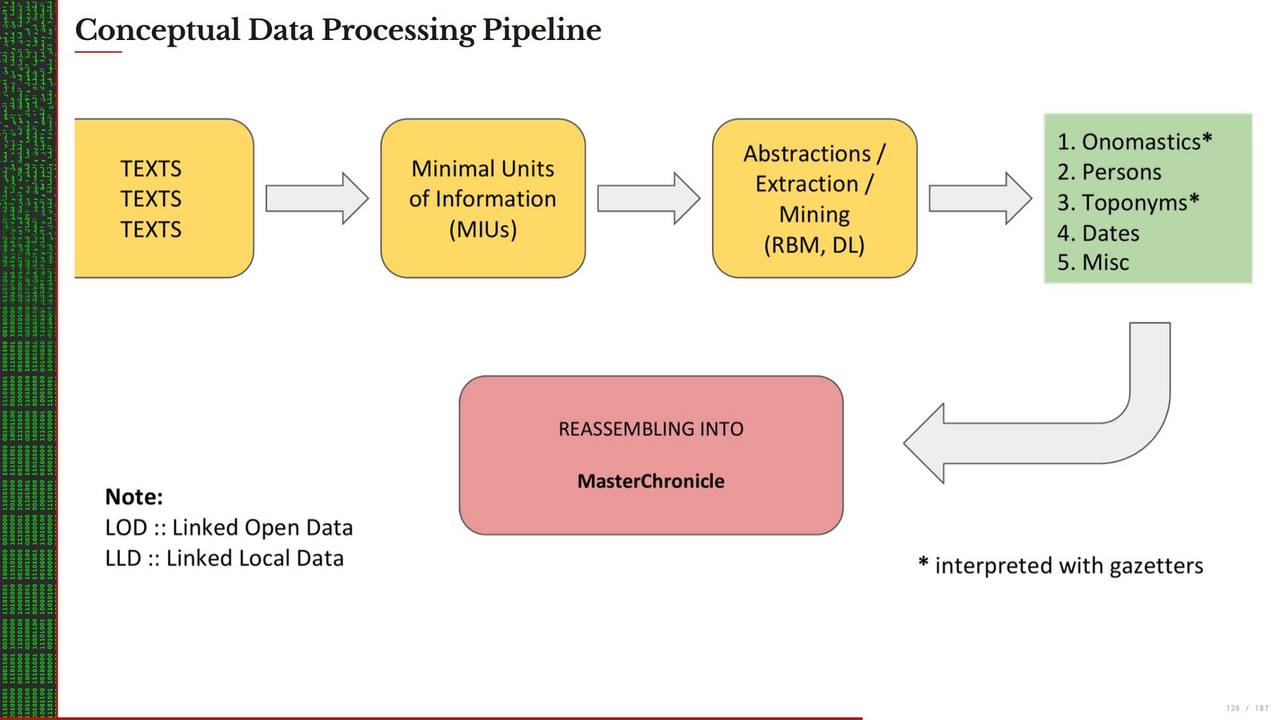 Conceptual Data Processing Pipeline
TEXTS
TEXTS
TEXTS
Minimal Units
of Information
(MIUs)
Abstractions /
Extraction /
Mining
(RBM, DL)
1. Onomastics*
2. Persons
3. Toponyms*
4. Dates
5. Misc
REASSEMBLING INTO
MasterChronicle
Note:
LOD :: Linked Open Data
LLD :: Linked Local Data
* interpreted with gazetters
126 / 187